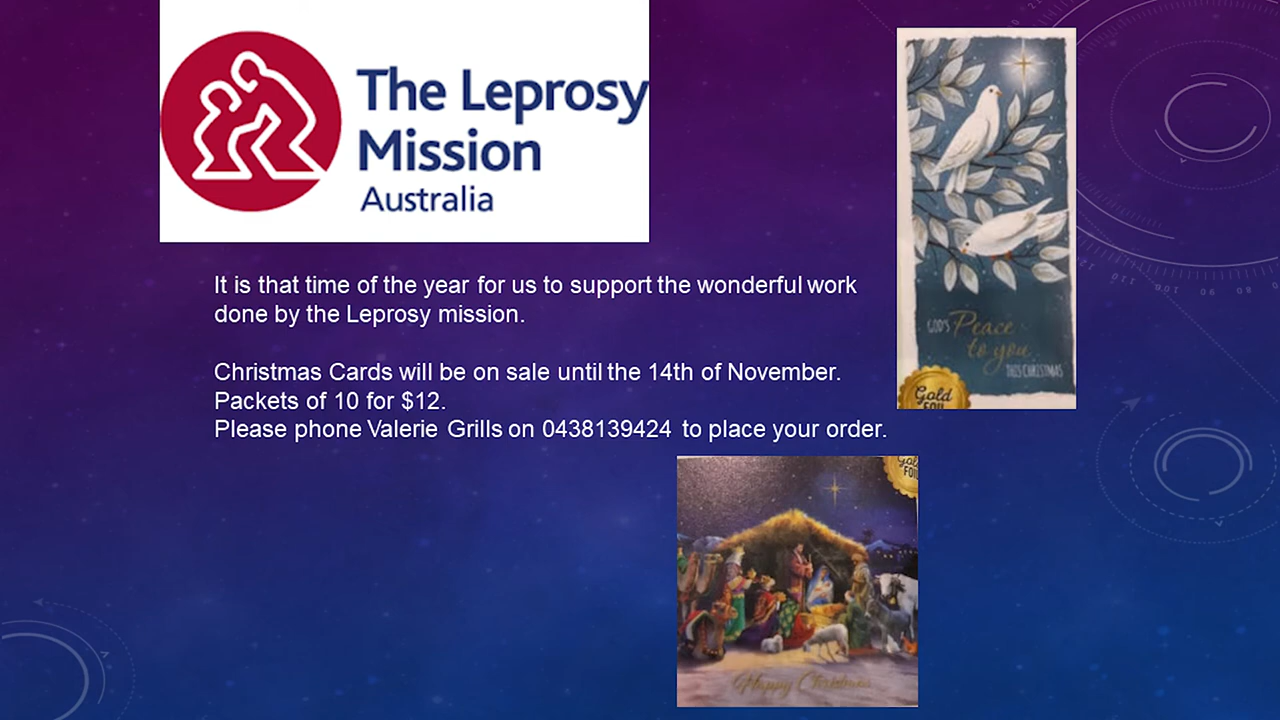 The Leprosy
Mission
Australia
It is that time of the year for us to support the wonderful work
done by the Leprosy mission.
Christmas Cards will be on sale until the 14th of November.
Packets of 10 for $12.
Please phone Valerie Grills on 0438139424 to place your order.
GOD'S Peace
to you
THIS CHRISTMAS
Gold
FOIL
Gold
FOIL
Happy Christmas